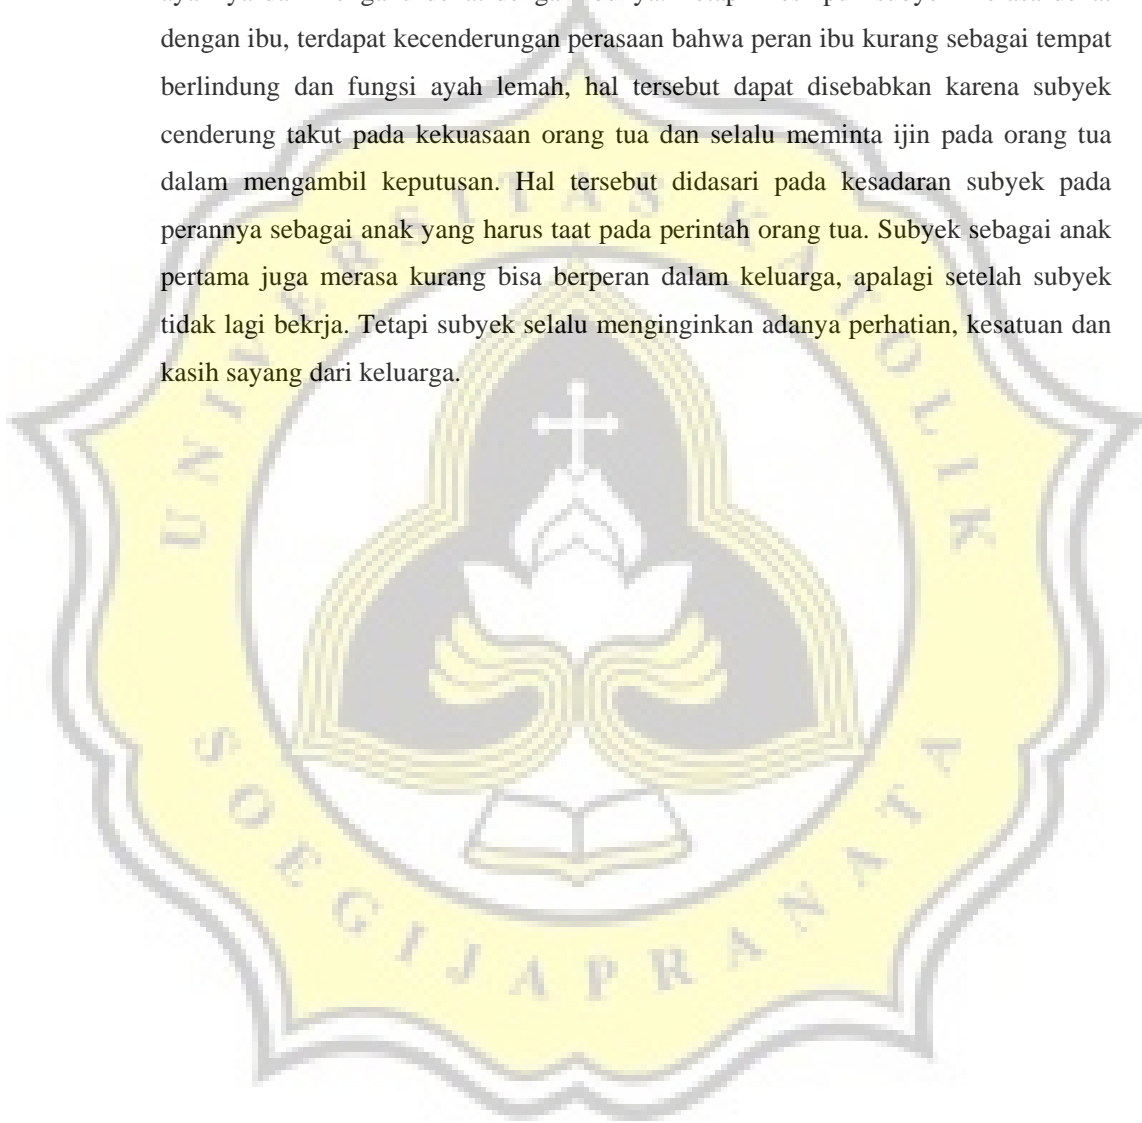 dengan ibu, terdapat kecenderungan perasaan bahwa peran ibu kurang sebagai tempat
berlindung dan fungsi ayah lemah, hal tersebut dapat disebabkan karena subyek
cenderung takut pada kekuasaan orang tua dan selalu meminta ijin pada orang tua
dalam mengambil keputusan. Hal tersebut didasari pada kesadaran subyek pada
perannya sebagai anak yang harus taat pada perintah orang tua. Subyek sebagai anak
pertama juga merasa kurang bisa berperan dalam keluarga, apalagi setelah subyek
tidak lagi bekrja. Tetapi subyek selalu menginginkan adanya perhatian, kesatuan dan
kasih sayang dari keluarga.
UNIVERSITAS KATOLIK
SOEGIJAPRANATA